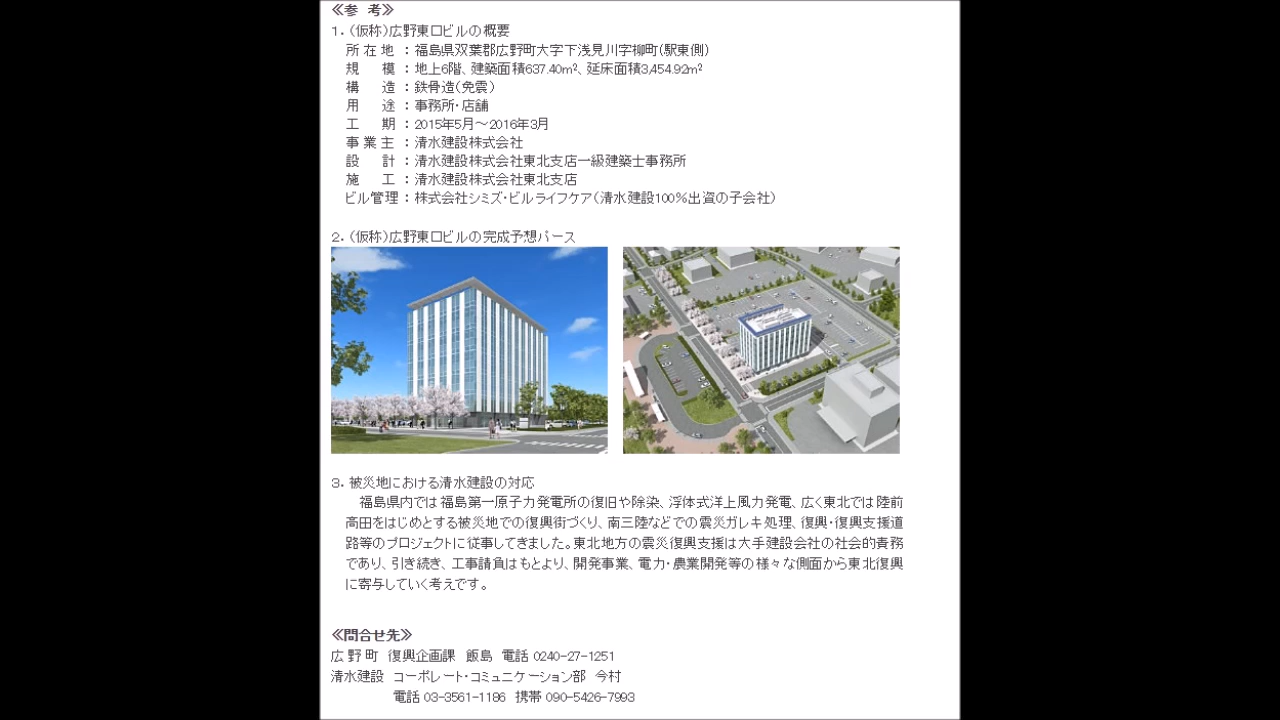 ≪参 考≫
1．（仮称）広野東口ビルの概要
所 在 地 ：福島県双葉郡広野町大字下浅見川字柳町(駅東側)
規　模 ：地上6階、建築面積637.40m²、延床面積3,454.92m²
構　造 ：鉄骨造（免震）
用　途 ：事務所・店舗
工　期 ：2015年5月～2016年3月
事 業 主 ：清水建設株式会社
設　計 ：清水建設株式会社東北支店一級建築士事務所
施　工 ：清水建設株式会社東北支店
ビル管理：株式会社シミズ・ビルライフケア（清水建設100％出資の子会社）
2．（仮称）広野東口ビルの完成予想パース
3．被災地における清水建設の対応
福島県内では福島第一原子力発電所の復旧や除染、浮体式洋上風力発電、広く東北では陸前
高田をはじめとする被災地での復興街づくり、南三陸などでの震災ガレキ処理、復興・復興支援道
路等のプロジェクトに従事してきました。東北地方の震災復興支援は大手建設会社の社会的責務
であり、引き続き、工事請負はもとより、開発事業、電力・農業開発等の様々な側面から東北復興
に寄与していく考えです。
≪問合せ先≫
広 野 町　復興企画課　飯島　電話 0240-27-1251
清水建設　コーポレート・コミュニケーション部　今村
電話 03-3561-1186　携帯 090-5426-7993